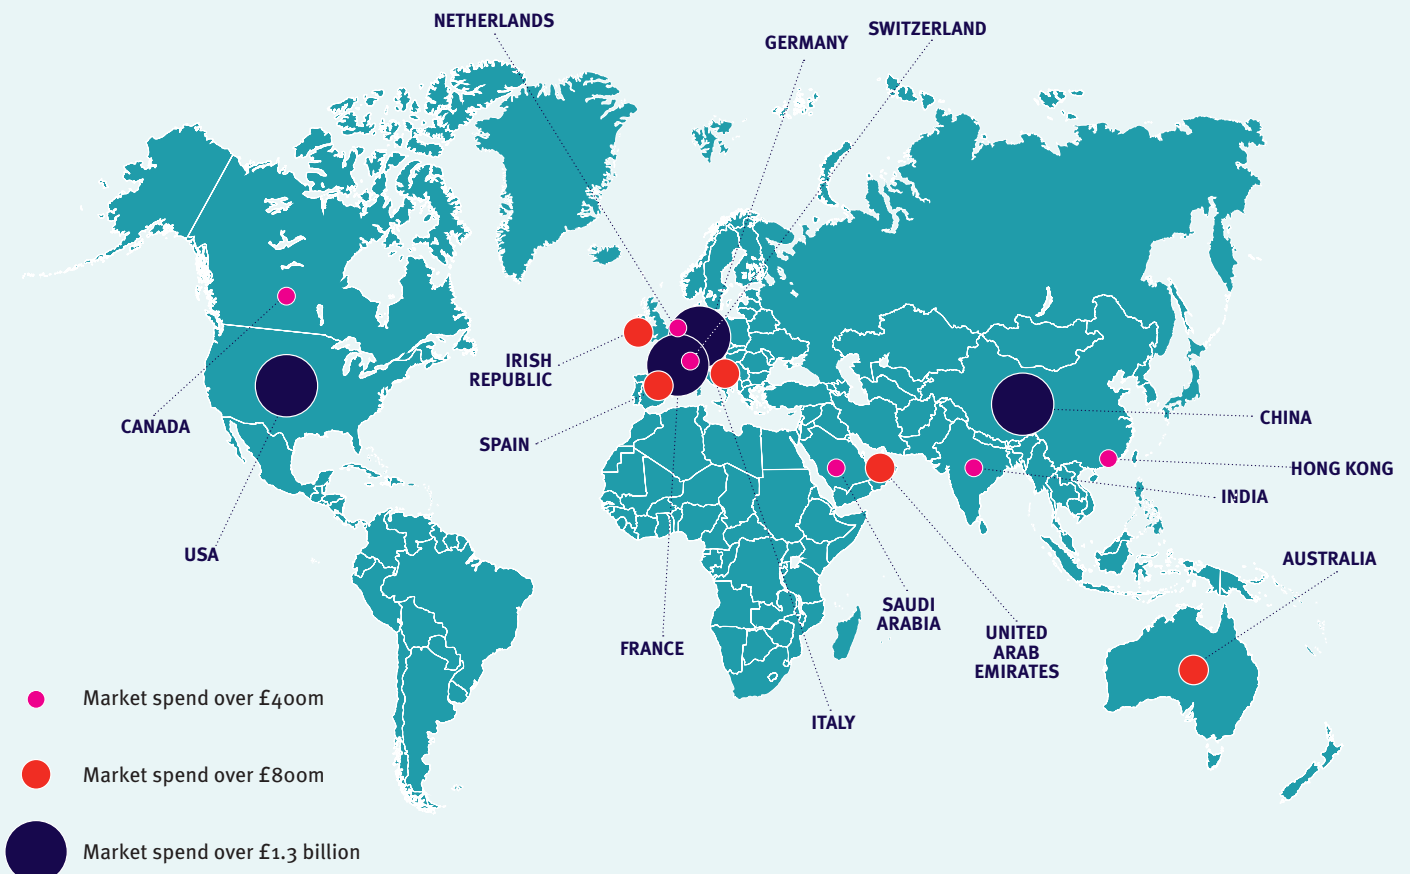 NETHERLANDS
GERMANY
SWITZERLAND
IRISH
REPUBLIC
CANADA
SPAIN
CHINA
HONG KONG
INDIA
USA
AUSTRALIA
SAUDI
ARABIA
FRANCE
UNITED
ARAB
EMIRATES
ITALY
Market spend over £400m
Market spend over £800m
Market spend over £1.3 billion